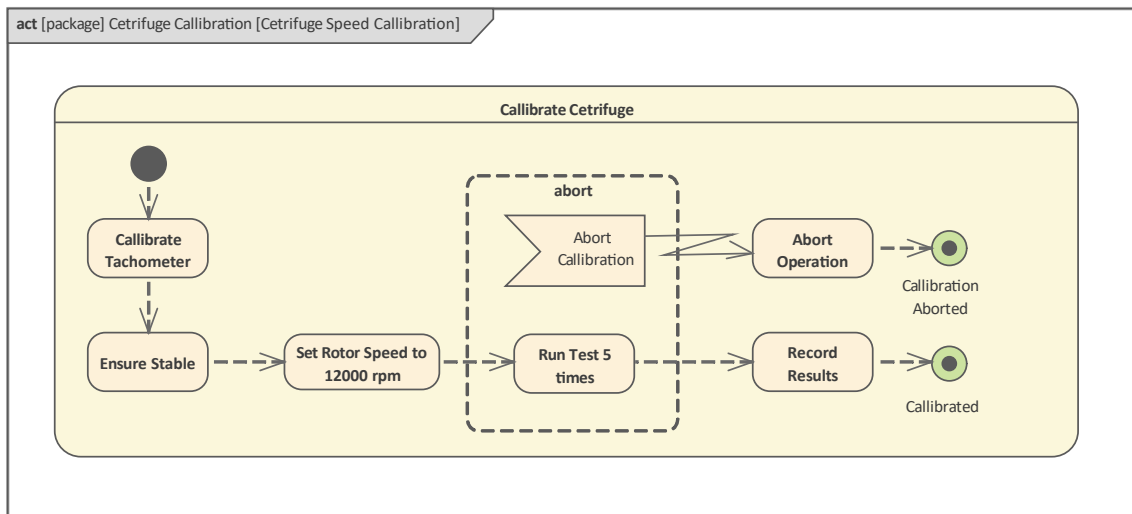 act [package] Cetrifuge Callibration [Cetrifuge Speed Callibration]
Callibrate Cetrifuge
abort
Callibrate
Tachometer
Abort
Callibration
Abort
Operation
Callibration
Aborted
Ensure Stable
Set Rotor Speed to
12000 rpm
Run Test 5
times
Record
Results
Callibrated